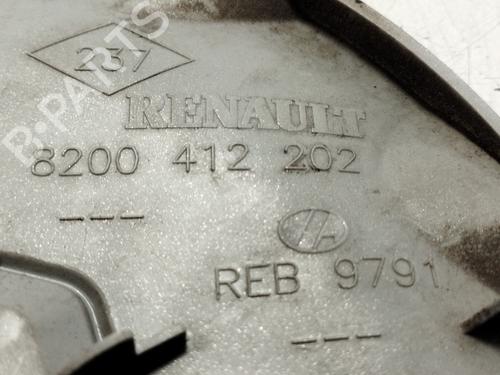 237
RENAULT
8200 412 202
---
REB 9791
---
B-PARTS